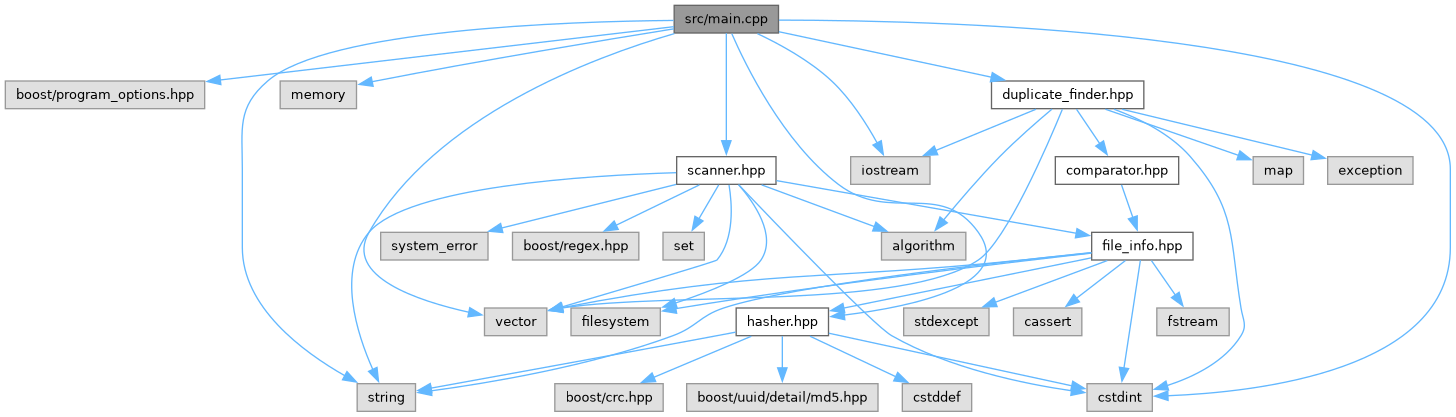 src/main.cpp
boost/program_options.hpp
memory
duplicate_finder.hpp
scanner.hpp
iostream
comparator.hpp
map
exception
system_error
boost/regex.hpp
set
algorithm
file_info.hpp
vector
filesystem
hasher.hpp
stdexcept
cassert
fstream
string
boost/crc.hpp
boost/uuid/detail/md5.hpp
cstddef
cstdint